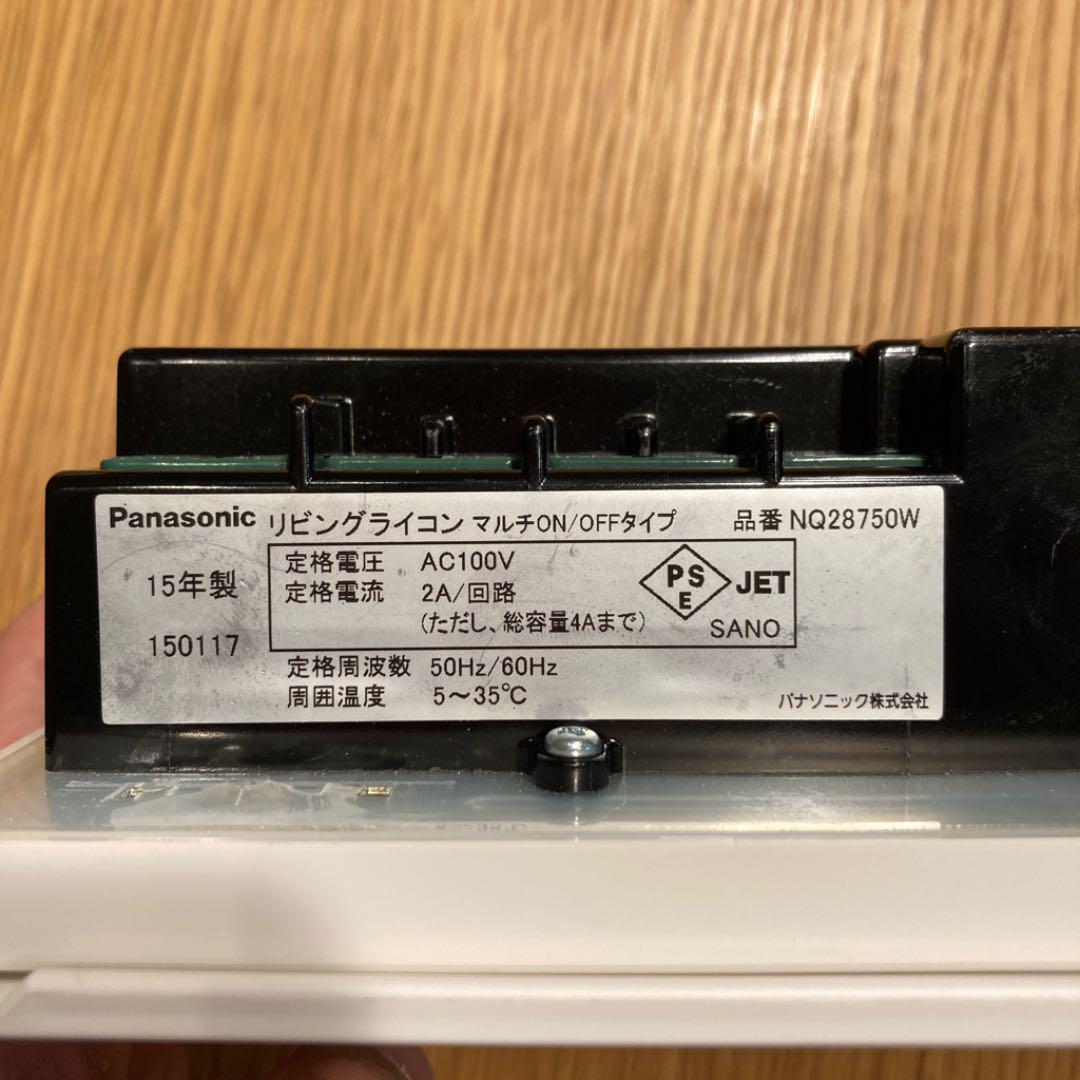 Panasonic リビングライコン マルチON/OFFタイプ 品番 NQ28750W
15年製
150117
定格電圧 AC100V
定格電流 2A/回路
(ただし、総容量4Aまで)
PSE JET
SANO
定格周波数 50Hz/60Hz
周囲温度 5～35℃
パナソニック株式会社